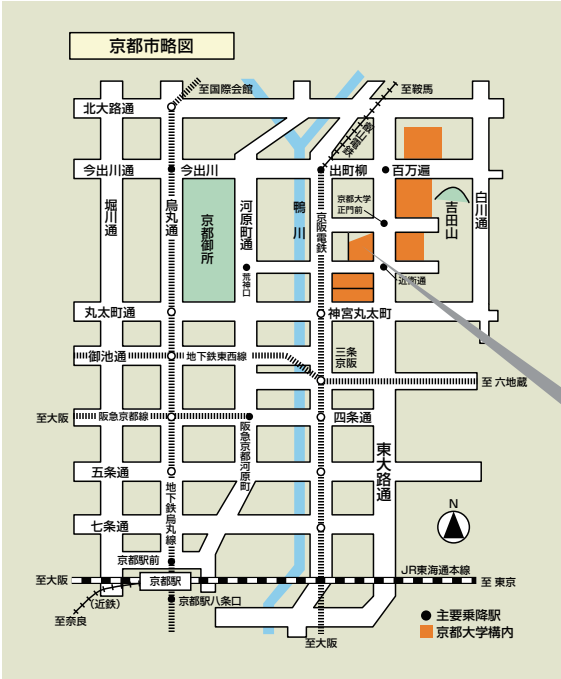 京都市略図
至国際会館
至鞍馬
北大路通
叡山電鉄
今出川通
今出川
出町柳
百万遍
堀川通
烏丸通
京都御所
河原町通
鴨川
京阪電鉄
京都大学
正門前
吉田山
白川通
荒神口
近衛通
丸太町通
神宮丸太町
御池通
地下鉄東西線
三条
京阪
至 六地蔵
至大阪
阪急京都線
四条通
阪急京都河原町
東大路通
五条通
地下鉄烏丸線
七条通
N
京都駅前
JR東海道本線
至大阪
京都駅
至 東京
(近鉄)
京都駅八条口
至奈良
主要乗降駅
京都大学構内
至大阪